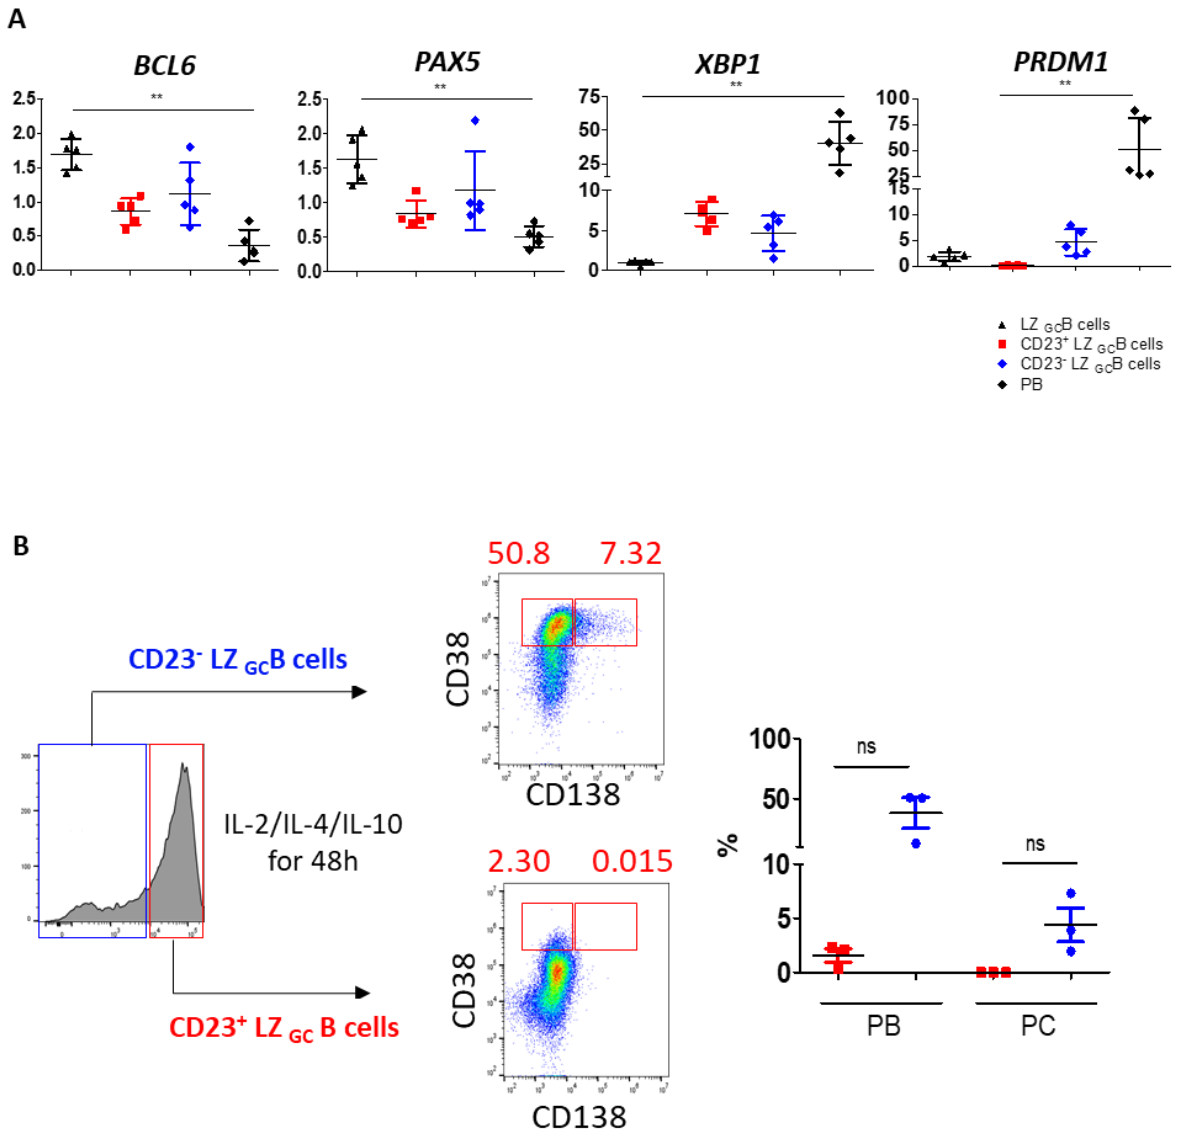 A
BCL6
PAX5
XBP1
PRDM1
**
**
**
**
2.5
2.0
1.5
1.0
0.5
0.0
2.5
2.0
1.5
1.0
0.5
0.0
75
50
25
10
5
0
100
75
50
25
15
10
5
0
LZ GCB cells
CD23+ LZ GCB cells
CD23- LZ GCB cells
PB
B
50.8 7.32
CD23- LZ GCB cells
CD38
CD138
IL-2/IL-4/IL-10
for 48h
2.30 0.015
CD38
CD138
CD23+ LZ GC B cells
%
100
50
10
5
0
ns
ns
PB
PC